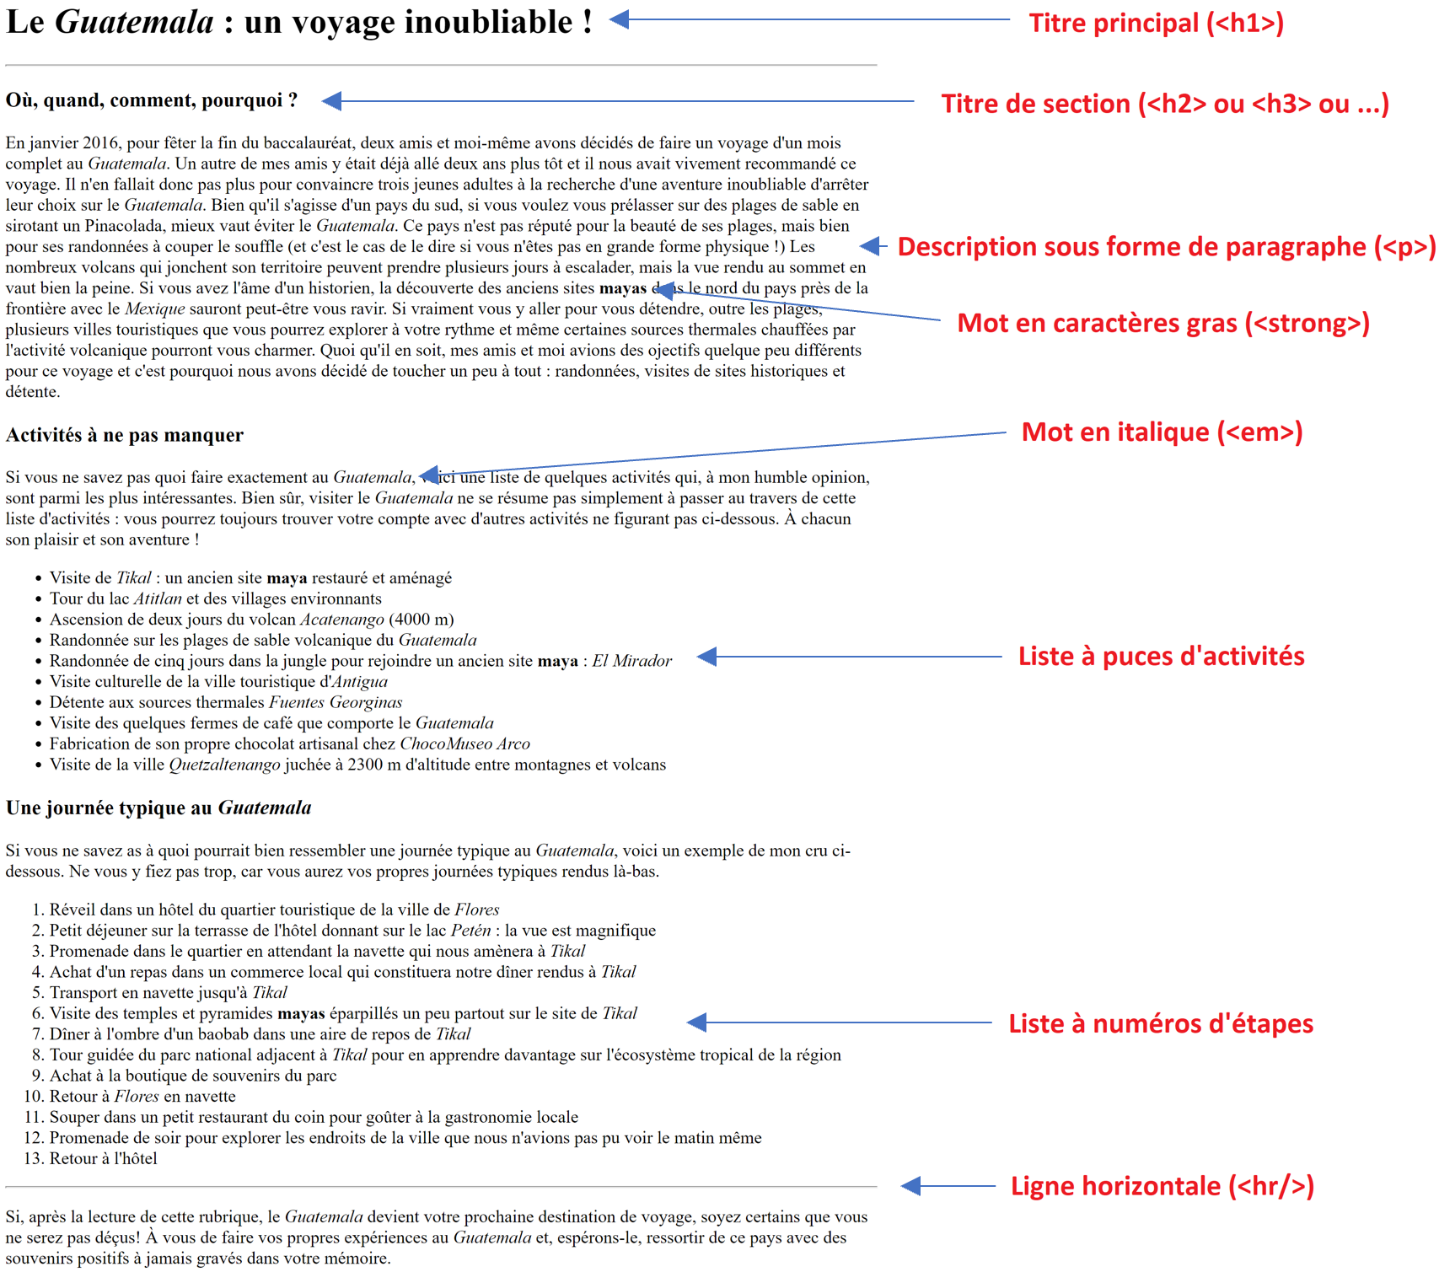 Le Guatemala : un voyage inoubliable !
Titre principal (<h1>)
Où, quand, comment, pourquoi ?
Titre de section (<h2> ou <h3> ou ...)
En janvier 2016, pour fêter la fin du baccalauréat, deux amis et moi-même avons décidés de faire un voyage d'un mois
complet au Guatemala. Un autre de mes amis y était déjà allé deux ans plus tôt et il nous avait vivement recommandé ce
voyage. Il n'en fallait donc pas plus pour convaincre trois jeunes adultes à la recherche d'une aventure inoubliable d'arrêter
leur choix sur le Guatemala. Bien qu'il s'agisse d'un pays du sud, si vous voulez vous prélasser sur des plages de sable en
sirotant un Pinacolada, mieux vaut éviter le Guatemala. Ce pays n'est pas réputé pour la beauté de ses plages, mais bien
pour ses randonnées à couper le souffle (et c'est le cas de le dire si vous n'êtes pas en grande forme physique !) Les
nombreux volcans qui jonchent son territoire peuvent prendre plusieurs jours à escalader, mais la vue rendu au sommet en
vaut bien la peine. Si vous avez l'âme d'un historien, la découverte des anciens sites mayas dans le nord du pays près de la
frontière avec le Mexique sauront peut-être vous ravir. Si vraiment vous y aller pour vous détendre, outre les plages,
plusieurs villes touristiques que vous pourrez explorer à votre rythme et même certaines sources thermales chauffées par
l'activité volcanique pourront vous charmer. Quoi qu'il en soit, mes amis et moi avions des ojectifs quelque peu différents
pour ce voyage et c'est pourquoi nous avons décidé de toucher un peu à tout : randonnées, visites de sites historiques et
détente.
Description sous forme de paragraphe (<p>)
Mot en caractères gras (<strong>)
Activités à ne pas manquer
Mot en italique (<em>)
Si vous ne savez pas quoi faire exactement au Guatemala, voici une liste de quelques activités qui, à mon humble opinion,
sont parmi les plus intéressantes. Bien sûr, visiter le Guatemala ne se résume pas simplement à passer au travers de cette
liste d'activités : vous pourrez toujours trouver votre compte avec d'autres activités ne figurant pas ci-dessous. À chacun
son plaisir et son aventure !
• Visite de Tikal : un ancien site maya restauré et aménagé
• Tour du lac Atitlan et des villages environnants
• Ascension de deux jours du volcan Acatenango (4000 m)
• Randonnée sur les plages de sable volcanique du Guatemala
• Randonnée de cinq jours dans la jungle pour rejoindre un ancien site maya : El Mirador
• Visite culturelle de la ville touristique d'Antigua
• Détente aux sources thermales Fuentes Georginas
• Visite des quelques fermes de café que comporte le Guatemala
• Fabrication de son propre chocolat artisanal chez ChocoMuseo Arco
• Visite de la ville Quetzaltenango juchée à 2300 m d'altitude entre montagnes et volcans
Liste à puces d'activités
Une journée typique au Guatemala
Si vous ne savez as à quoi pourrait bien ressembler une journée typique au Guatemala, voici un exemple de mon cru ci-
dessous. Ne vous y fiez pas trop, car vous aurez vos propres journées typiques rendus là-bas.
1. Réveil dans un hôtel du quartier touristique de la ville de Flores
2. Petit déjeuner sur la terrasse de l'hôtel donnant sur le lac Petén : la vue est magnifique
3. Promenade dans le quartier en attendant la navette qui nous amènera à Tikal
4. Achat d'un repas dans un commerce local qui constituera notre dîner rendus à Tikal
5. Transport en navette jusqu'à Tikal
6. Visite des temples et pyramides mayas éparpillés un peu partout sur le site de Tikal
7. Dîner à l'ombre d'un baobab dans une aire de repos de Tikal
8. Tour guidée du parc national adjacent à Tikal pour en apprendre davantage sur l'écosystème tropical de la région
9. Achat à la boutique de souvenirs du parc
10. Retour à Flores en navette
11. Souper dans un petit restaurant du coin pour goûter à la gastronomie locale
12. Promenade de soir pour explorer les endroits de la ville que nous n'avions pas pu voir le matin même
13. Retour à l'hôtel
Liste à numéros d'étapes
Ligne horizontale (<hr/>)
Si, après la lecture de cette rubrique, le Guatemala devient votre prochaine destination de voyage, soyez certains que vous
ne serez pas déçus! À vous de faire vos propres expériences au Guatemala et, espérons-le, ressortir de ce pays avec des
souvenirs positifs à jamais gravés dans votre mémoire.